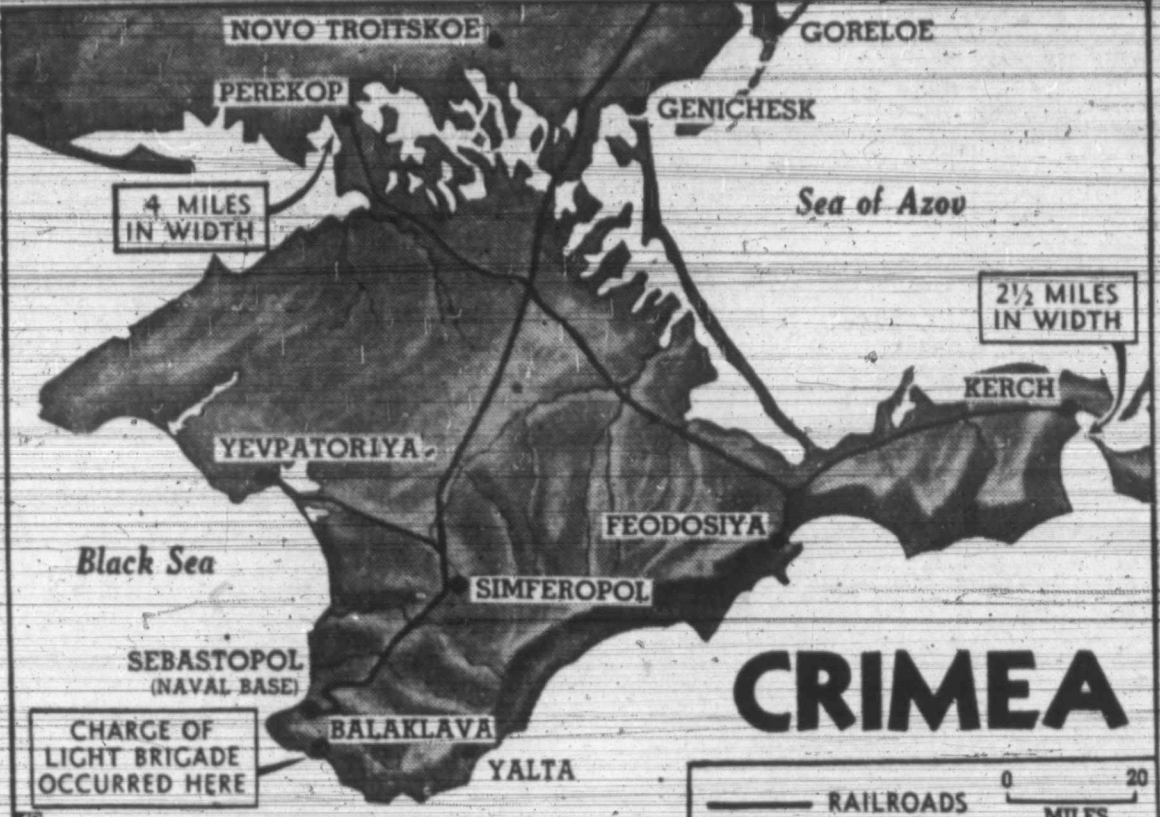 NOVO TROITSKOE
GORELOE
PEREKOP
GENICHESK
4 MILES
IN WIDTH
Sea of Azov
2½ MILES
IN WIDTH
KERCH
YEVPATORIYA
FEODOSIYA
Black Sea
SIMFEROPOL
SEBASTOPOL
(NAVAL BASE)
CRIMEA
CHARGE OF
LIGHT BRIGADE
OCCURRED HERE
BALAKLAVA
YALTA
0 20
RAILROADS
MILES